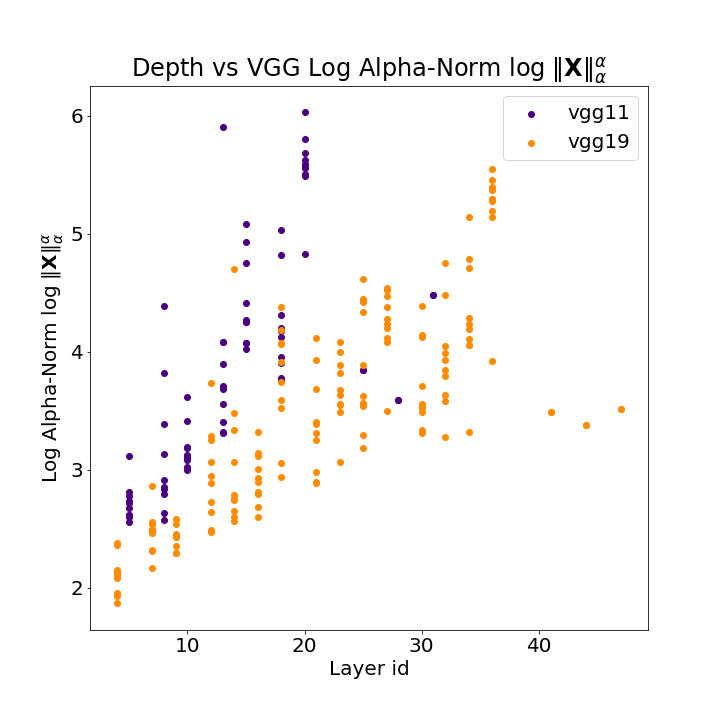 Depth vs VGG Log Alpha-Norm log ‖X‖αα
vgg11
vgg19
Log Alpha-Norm log ‖X‖αα
6
5
4
3
2
10 20 30 40
Layer id